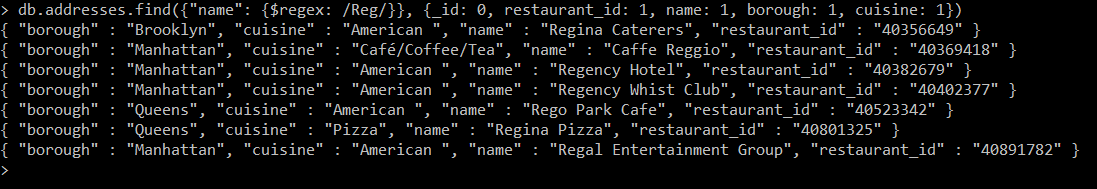 > db.addresses.find({"name": {$regex: /Reg/}}, {_id: 0, restaurant_id: 1, name: 1, borough: 1, cuisine: 1})
{ "borough" : "Brooklyn", "cuisine" : "American ", "name" : "Regina Caterers", "restaurant_id" : "40356649" }
{ "borough" : "Manhattan", "cuisine" : "Café/Coffee/Tea", "name" : "Caffe Reggio", "restaurant_id" : "40369418" }
{ "borough" : "Manhattan", "cuisine" : "American ", "name" : "Regency Hotel", "restaurant_id" : "40382679" }
{ "borough" : "Manhattan", "cuisine" : "American ", "name" : "Regency Whist Club", "restaurant_id" : "40402377" }
{ "borough" : "Queens", "cuisine" : "American ", "name" : "Rego Park Cafe", "restaurant_id" : "40523342" }
{ "borough" : "Queens", "cuisine" : "Pizza", "name" : "Regina Pizza", "restaurant_id" : "40801325" }
{ "borough" : "Manhattan", "cuisine" : "American ", "name" : "Regal Entertainment Group", "restaurant_id" : "40891782" }
>